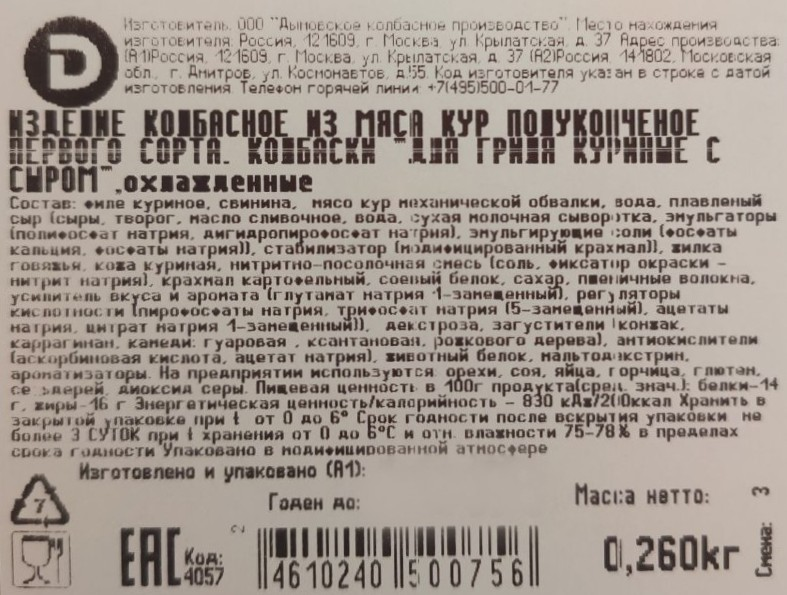 D
Изготовитель: ООО "Дымовское колбасное производство". Место нахождения
изготовителя: Россия, 121609, г. Москва, ул. Крылатская, д. 37 Адрес производства:
(А1)Россия, 121609, г. Москва, ул. Крылатская, д. 37 (А2)Россия, 141802, Московская
обл., г. Дмитров, ул. Космонавтов, д.55. Код изготовителя указан в строке с датой
изготовления. Телефон горячей линии: +7(495)500-01-77
ИЗДЕЛИЕ КОЛБАСНОЕ ИЗ МЯСА КУР ПОЛУКОПЧЕНОЕ
ПЕРВОГО СОРТА. КОЛБАСКИ "ДЛЯ ГРИЛЯ КУРИНЫЕ С
СЫРОМ",охлажденные
Состав: филе куриное, свинина, мясо кур механической обвалки, вода, плавленый
сыр (сыры, творог, масло сливочное, вода, сухая молочная сыворотка, эмульгаторы
(полифосфат натрия, дигидропирофосфат натрия), эмульгирующие соли (фосфаты
кальция, фосфаты натрия)), стабилизатор (модифицированный крахмал)), жилка
говяжья, кожа куриная, нитритно-посолочная смесь (соль, фиксатор окраски -
нитрит натрия), крахмал картофельный, соевый белок, сахар, пшеничные волокна,
усилитель вкуса и аромата (глутамат натрия 1-замещенный), регуляторы
кислотности (пирофосфаты натрия, трифосфат натрия (5-замещенный), ацетаты
натрия, цитрат натрия 1-замещенный)), декстроза, загустители (конжак,
каррагинан, камеди: гуаровая , ксантановая, рожкового дерева), антиокислители
(аскорбиновая кислота, ацетат натрия), животный белок, мальтодекстрин,
ароматизаторы. На предприятии используются: орехи, соя, яйца, горчица, глютен,
сельдерей, диоксид серы. Пищевая ценность в 100г продукта(сред. знач.): белки-14
г, жиры-16 г Энергетическая ценность/калорийность - 830 кДж/200ккал Хранить в
закрытой упаковке при t от 0 до 6° Срок годности после вскрытия упаковки не
более 3 СУТОК при t хранения от 0 до 6°С и отн. влажности 75-78% в пределах
срока годности Упаковано в модифицированной атмосфере
Изготовлено и упаковано (А1):
7
Годен до:
Масса нетто:
3
Смена:
ЕАС
Код:
4057
4610240 500756
0,260кг